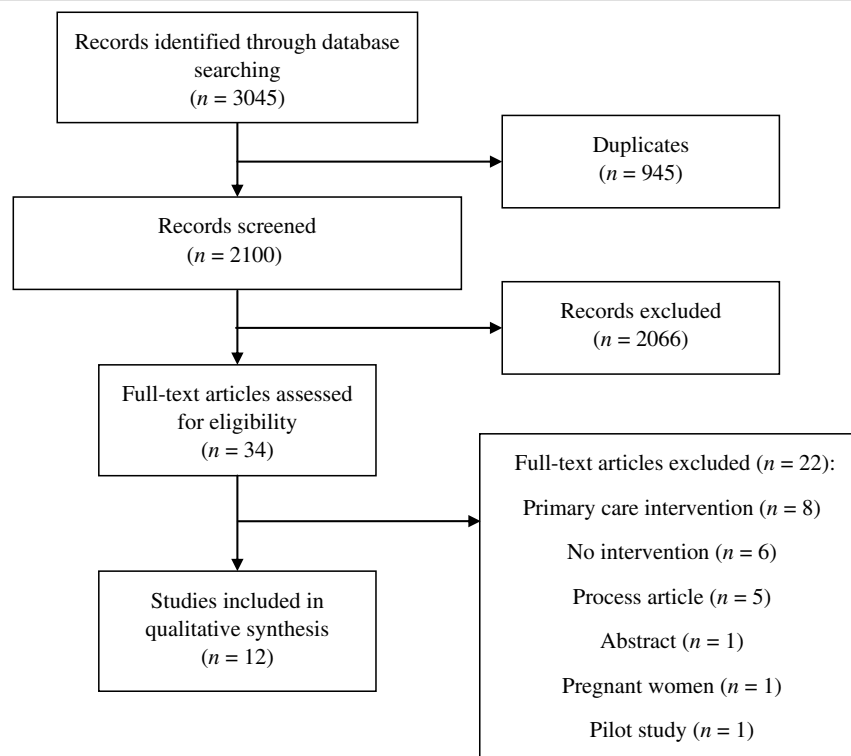 Records identified through database
searching
(n = 3045)
Duplicates
(n = 945)
Records screened
(n = 2100)
Records excluded
(n = 2066)
Full-text articles assessed
for eligibility
(n = 34)
Full-text articles excluded (n = 22):
Primary care intervention (n = 8)
No intervention (n = 6)
Process article (n = 5)
Abstract (n = 1)
Pregnant women (n = 1)
Pilot study (n = 1)
Studies included in
qualitative synthesis
(n = 12)